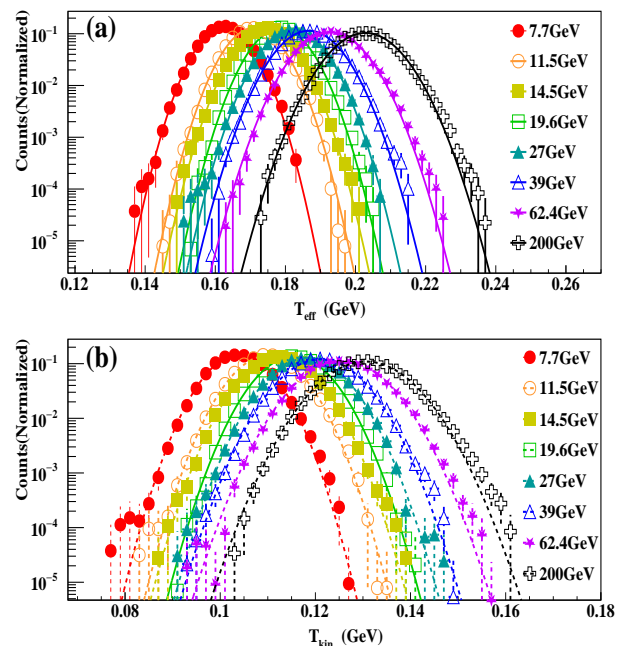 (a)
Counts(Normalized)
10⁻¹
10⁻²
10⁻³
10⁻⁴
10⁻⁵
7.7GeV
11.5GeV
14.5GeV
19.6GeV
27GeV
39GeV
62.4GeV
200GeV
0.12 0.14 0.16 0.18 0.2 0.22 0.24 0.26
T_eff (GeV)
(b)
Counts(Normalized)
10⁻¹
10⁻²
10⁻³
10⁻⁴
10⁻⁵
7.7GeV
11.5GeV
14.5GeV
19.6GeV
27GeV
39GeV
62.4GeV
200GeV
0.08 0.1 0.12 0.14 0.16 0.18
T_kin (GeV)